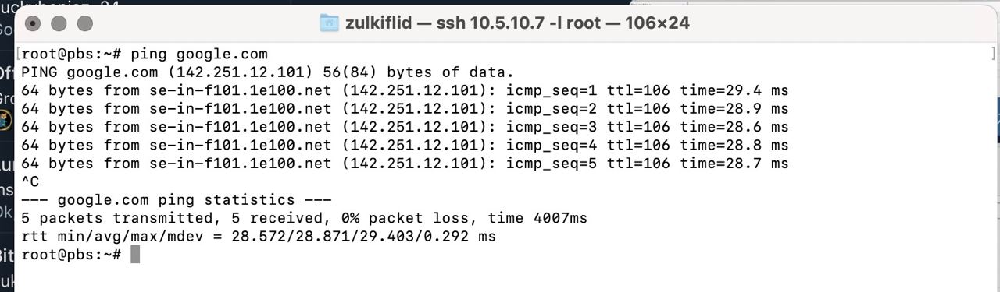 zulkiflid — ssh 10.5.10.7 -l root — 106×24
[root@pbs:~# ping google.com ]
PING google.com (142.251.12.101) 56(84) bytes of data.
64 bytes from se-in-f101.1e100.net (142.251.12.101): icmp_seq=1 ttl=106 time=29.4 ms
64 bytes from se-in-f101.1e100.net (142.251.12.101): icmp_seq=2 ttl=106 time=28.9 ms
64 bytes from se-in-f101.1e100.net (142.251.12.101): icmp_seq=3 ttl=106 time=28.6 ms
64 bytes from se-in-f101.1e100.net (142.251.12.101): icmp_seq=4 ttl=106 time=28.8 ms
64 bytes from se-in-f101.1e100.net (142.251.12.101): icmp_seq=5 ttl=106 time=28.7 ms
^C
--- google.com ping statistics ---
5 packets transmitted, 5 received, 0% packet loss, time 4007ms
rtt min/avg/max/mdev = 28.572/28.871/29.403/0.292 ms
root@pbs:~#